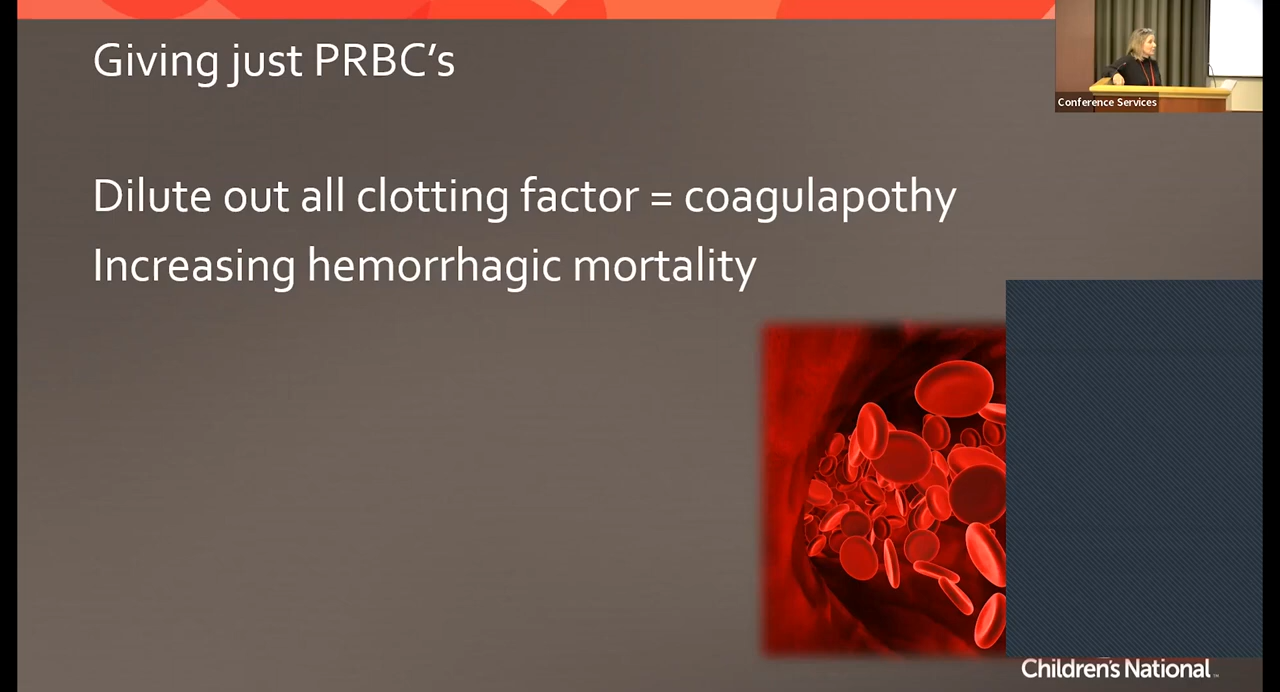 Giving just PRBC's
Conference Services
Dilute out all clotting factor = coagulapothy
Increasing hemorrhagic mortality
Children's National